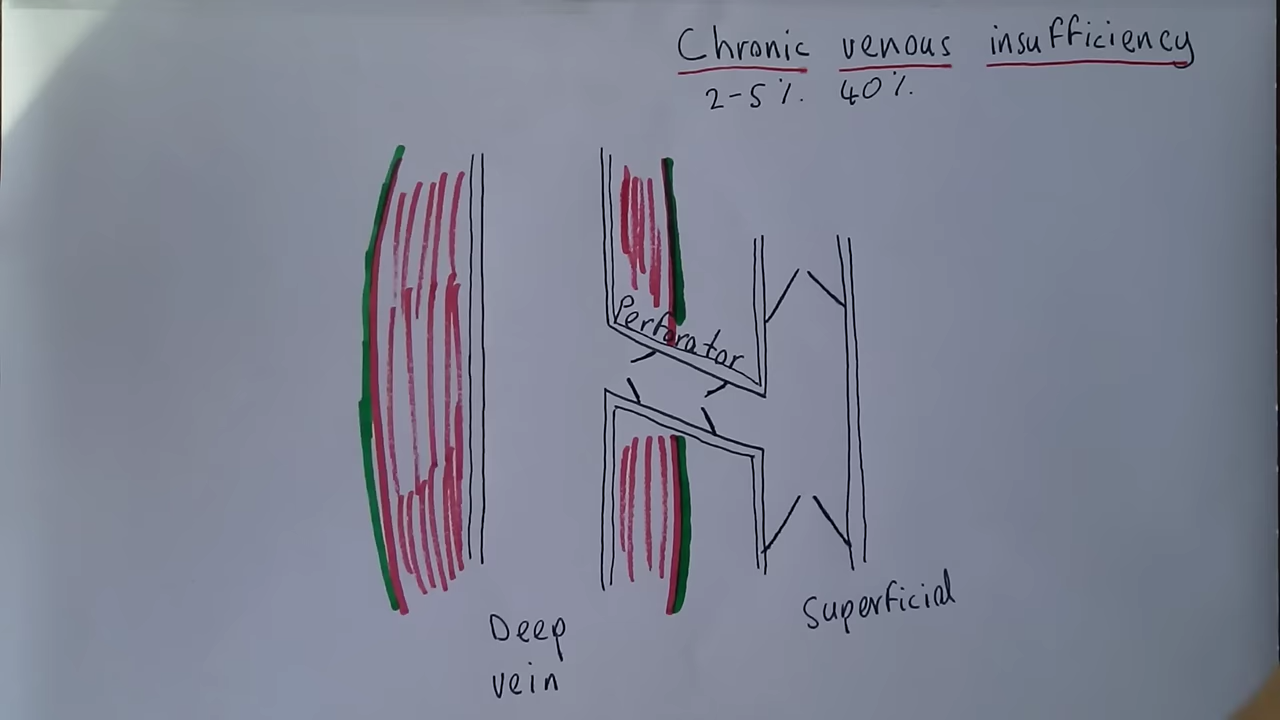 Chronic venous insufficiency
2-5%. 40%.
Perforator
Superficial
Deep
vein